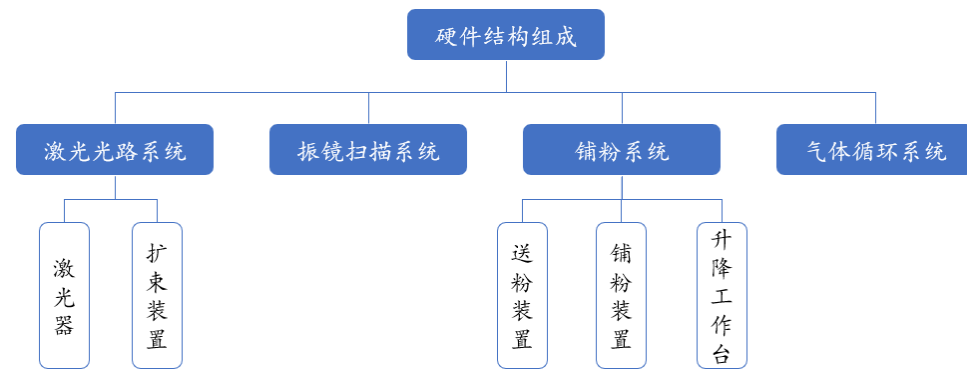 硬件结构组成
激光光路系统
振镜扫描系统
铺粉系统
气体循环系统
激光器
扩束装置
送粉装置
铺粉装置
升降工作台